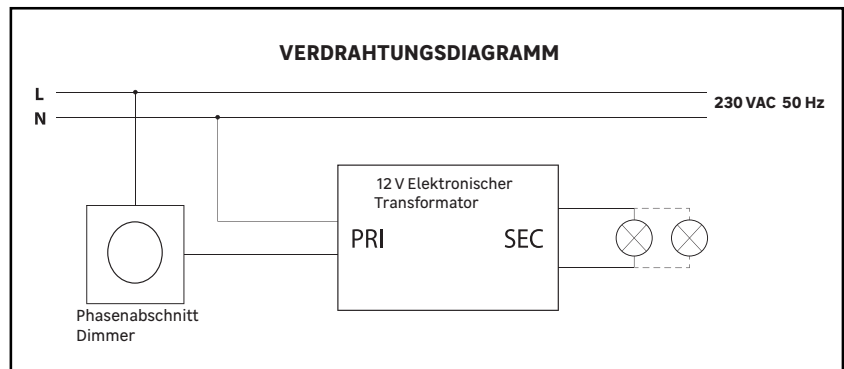 VERDRAHTUNGSDIAGRAMM
L
N
230 VAC 50 Hz
12 V Elektronischer
Transformator
PRI
SEC
Phasenabschnitt
Dimmer